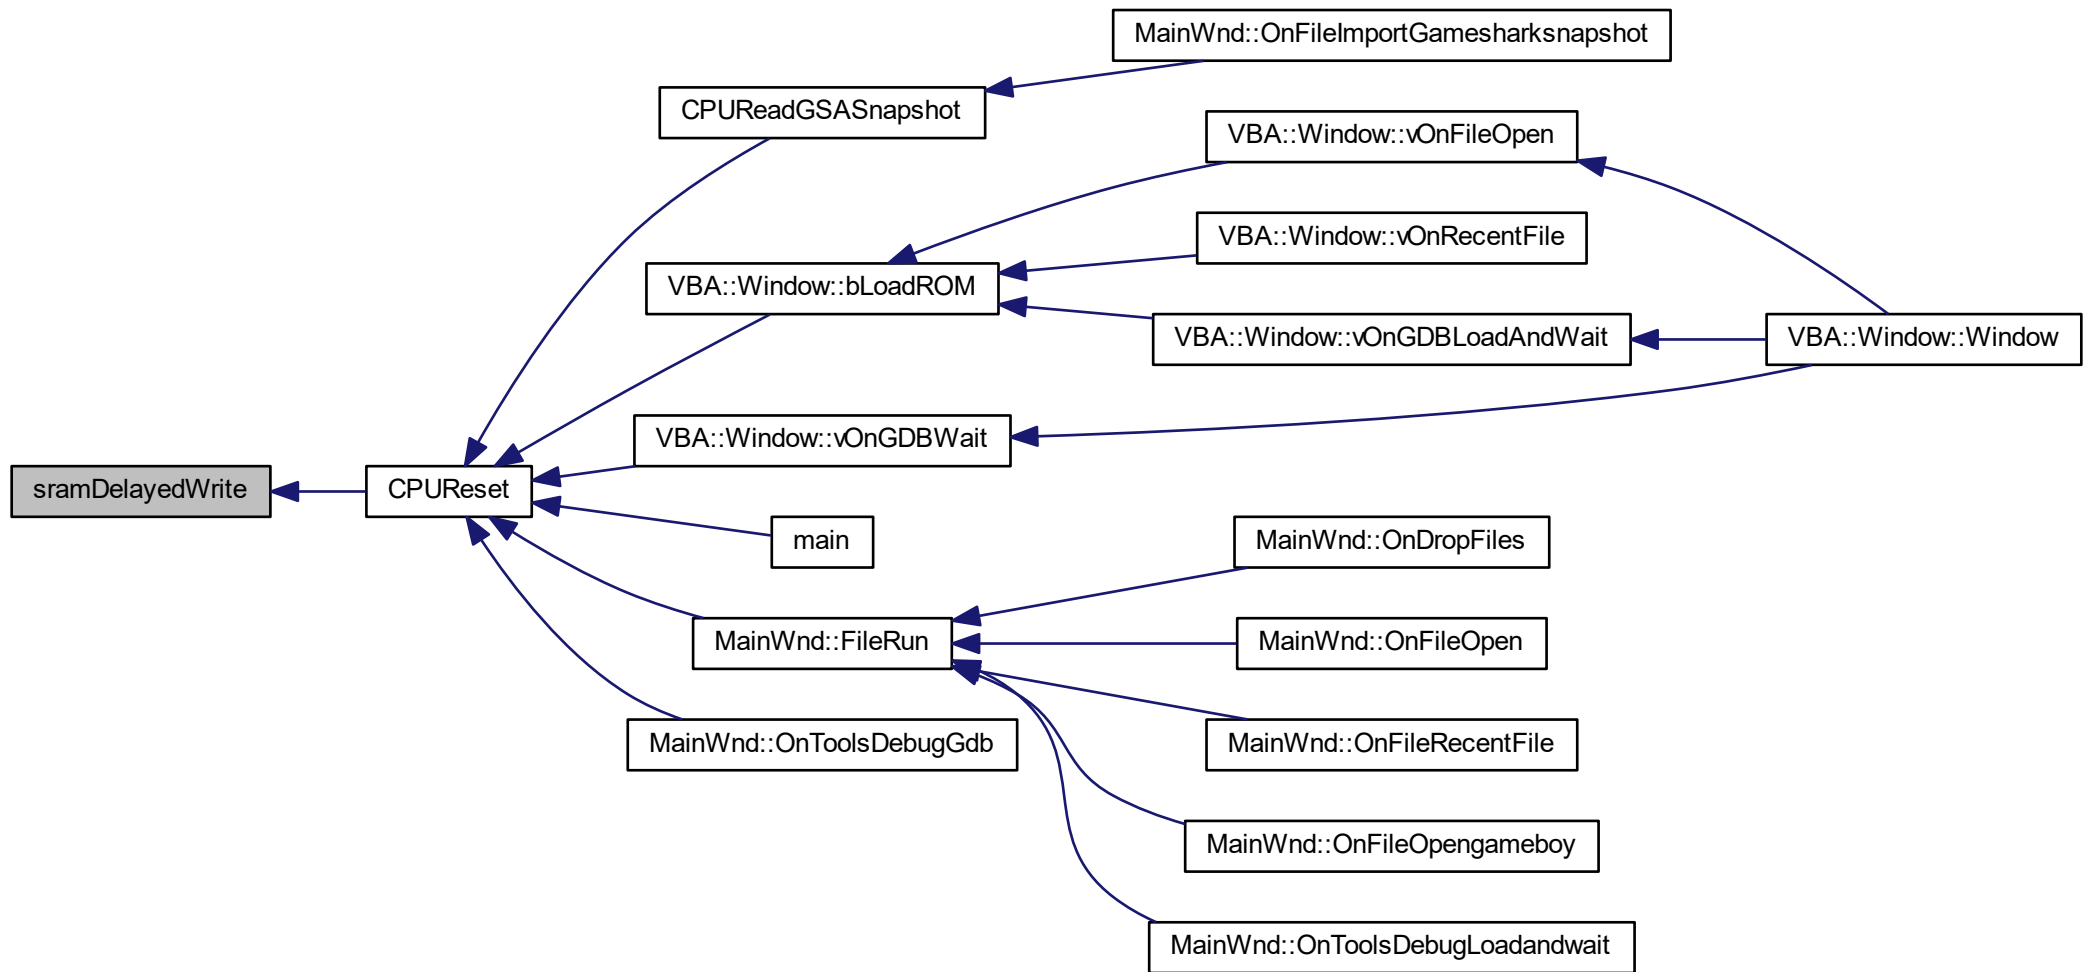 MainWnd::OnFileImportGamesharksnapshot
CPUReadGSASnapshot
VBA::Window::vOnFileOpen
VBA::Window::vOnRecentFile
VBA::Window::bLoadROM
VBA::Window::vOnGDBLoadAndWait
VBA::Window::Window
VBA::Window::vOnGDBWait
sramDelayedWrite
CPUReset
main
MainWnd::OnDropFiles
MainWnd::FileRun
MainWnd::OnFileOpen
MainWnd::OnToolsDebugGdb
MainWnd::OnFileRecentFile
MainWnd::OnFileOpengameboy
MainWnd::OnToolsDebugLoadandwait